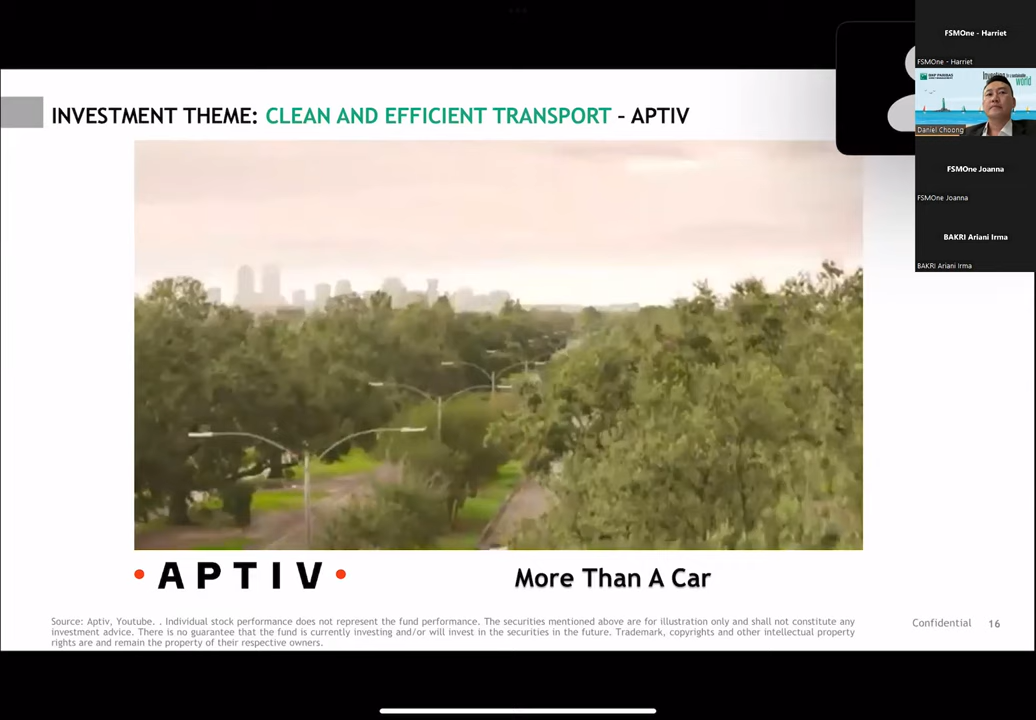 FSMOne - Harriet
FSMOne - Harriet
BNP PARIBAS
world
Daniel Choong
FSMOne Joanna
FSMOne Joanna
BAKRI Ariani Irma
BAKRI Ariani Irma
INVESTMENT THEME: CLEAN AND EFFICIENT TRANSPORT – APTIV
• APTIV •
More Than A Car
Source: Aptiv, Youtube. . Individual stock performance does not represent the fund performance. The securities mentioned above are for illustration only and shall not constitute any
investment advice. There is no guarantee that the fund is currently investing and/or will invest in the securities in the future. Trademark, copyrights and other intellectual property
rights are and remain the property of their respective owners.
Confidential 16